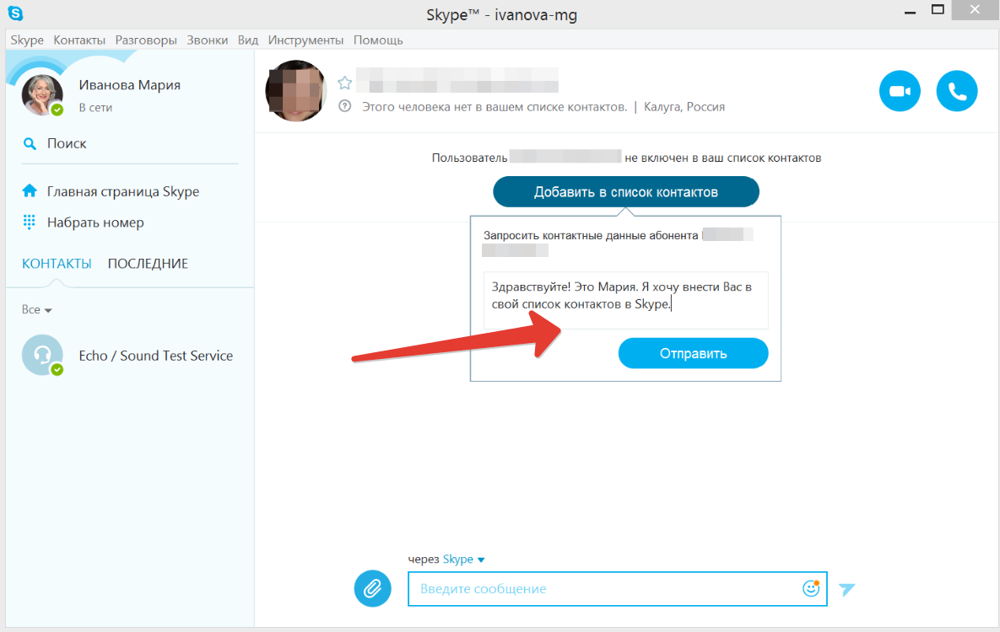 Skype™ - ivanova-mg
Skype Контакты Разговоры Звонки Вид Инструменты Помощь
Иванова Мария
В сети
Поиск
Главная страница Skype
Набрать номер
КОНТАКТЫ ПОСЛЕДНИЕ
Все
Echo / Sound Test Service
Этого человека нет в вашем списке контактов. | Калуга, Россия
Пользователь не включен в ваш список контактов
Добавить в список контактов
Запросить контактные данные абонента
Здравствуйте! Это Мария. Я хочу внести Вас в
свой список контактов в Skype.
Отправить
через Skype
Введите сообщение